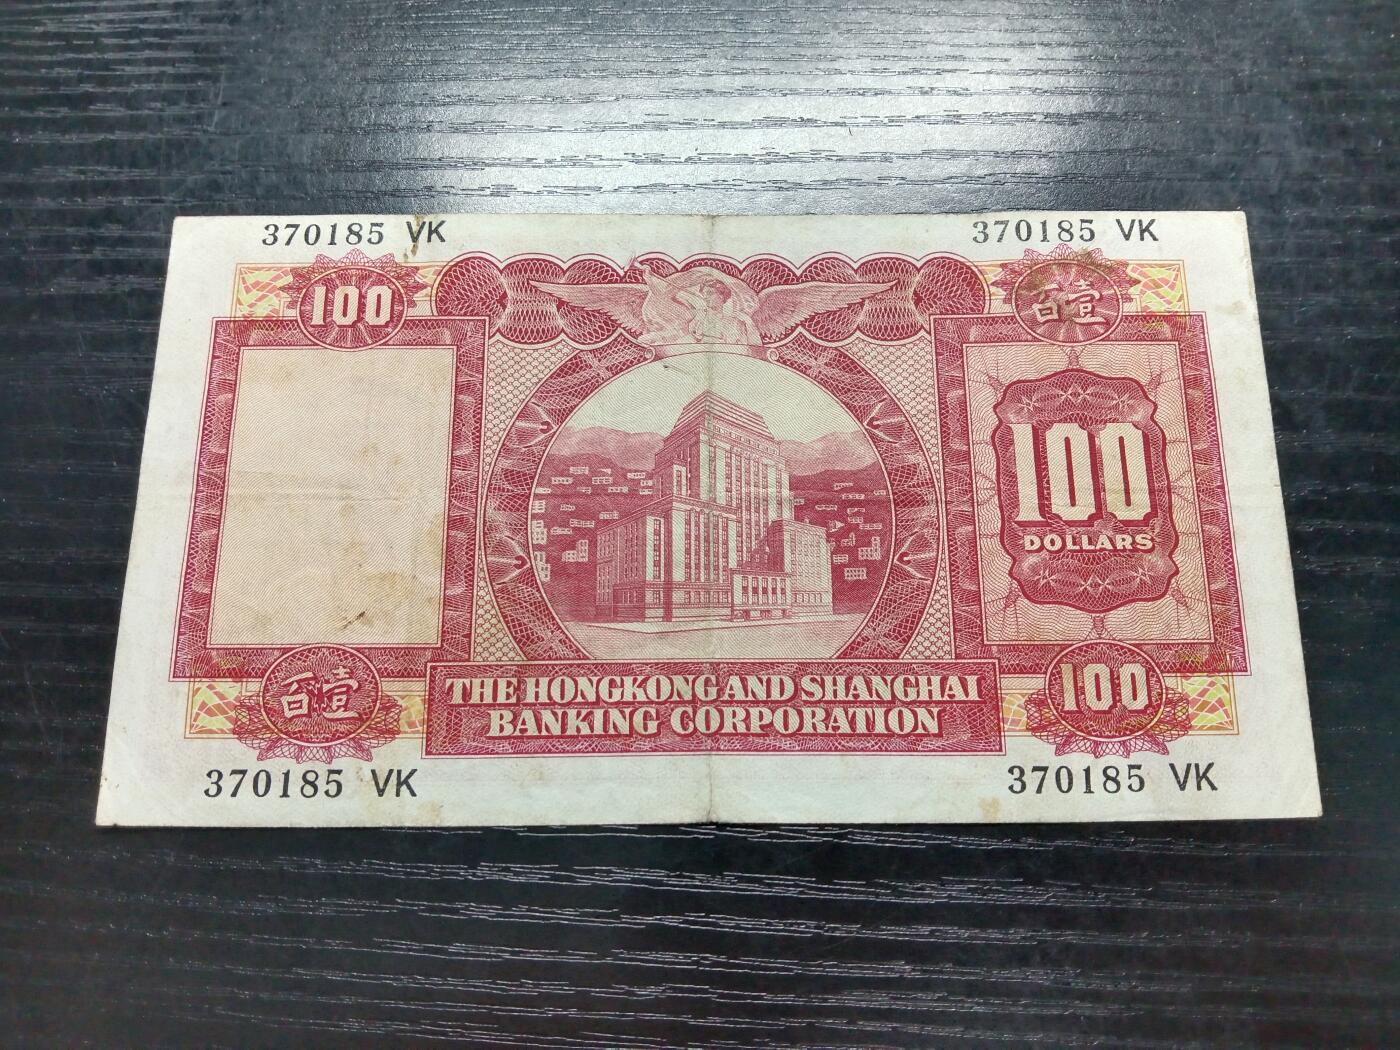 370185 VK
370185 VK
100
百壹
100
DOLLARS
THE HONGKONG AND SHANGHAI
BANKING CORPORATION
百壹
100
370185 VK
370185 VK